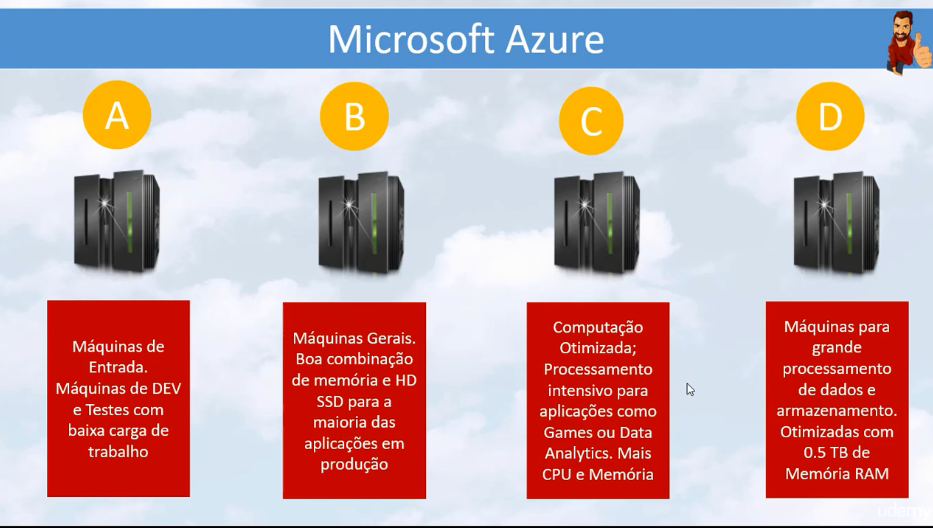 Microsoft Azure
A
B
C
D
Máquinas de
Entrada.
Máquinas de DEV
e Testes com
baixa carga de
trabalho
Máquinas Gerais.
Boa combinação
de memória e HD
SSD para a
maioria das
aplicações em
produção
Computação
Otimizada;
Processamento
intensivo para
aplicações como
Games ou Data
Analytics. Mais
CPU e Memória
Máquinas para
grande
processamento
de dados e
armazenamento.
Otimizadas com
0.5 TB de
Memória RAM
udemy